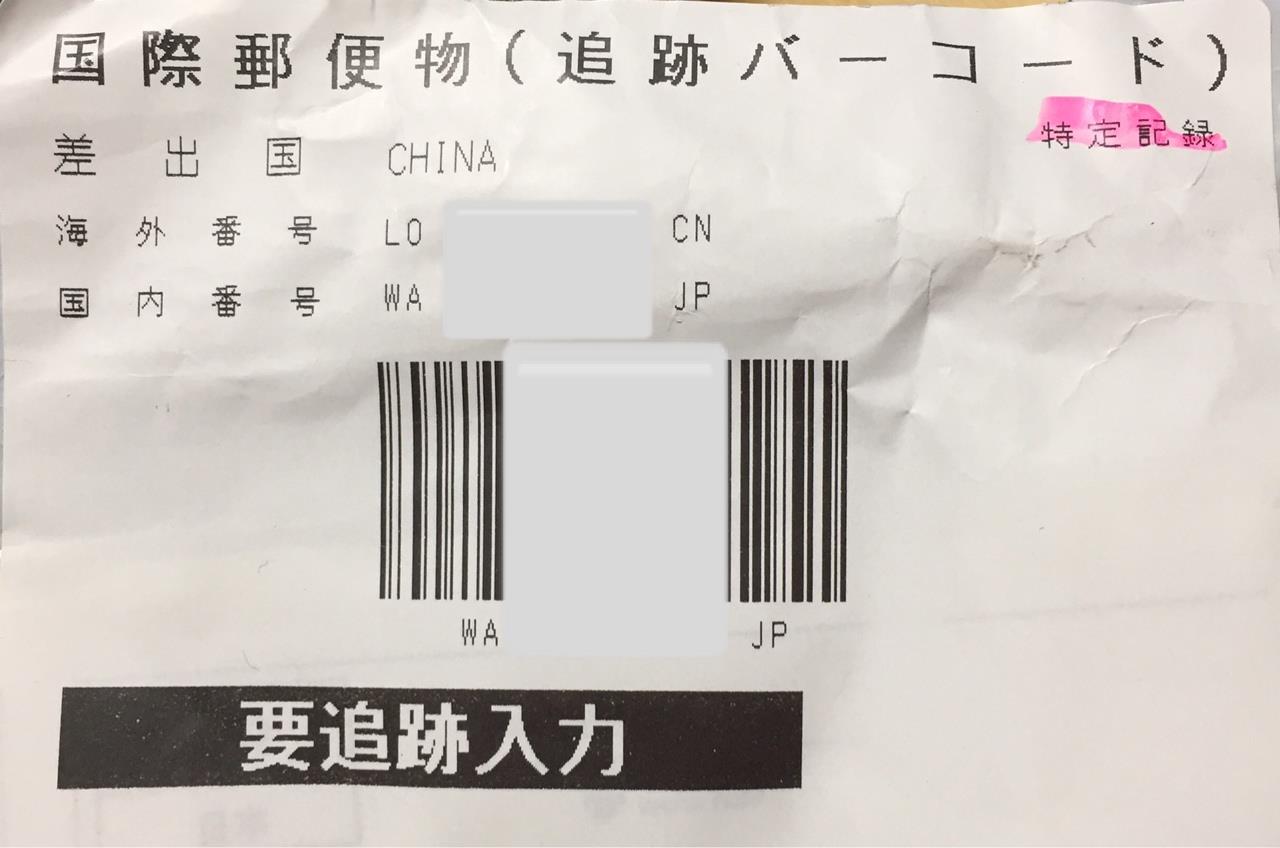 国際郵便物(追跡バーコード)
特定記録
差出国 CHINA
海外番号 LO CN
国内番号 WA JP
WA JP
要追跡入力